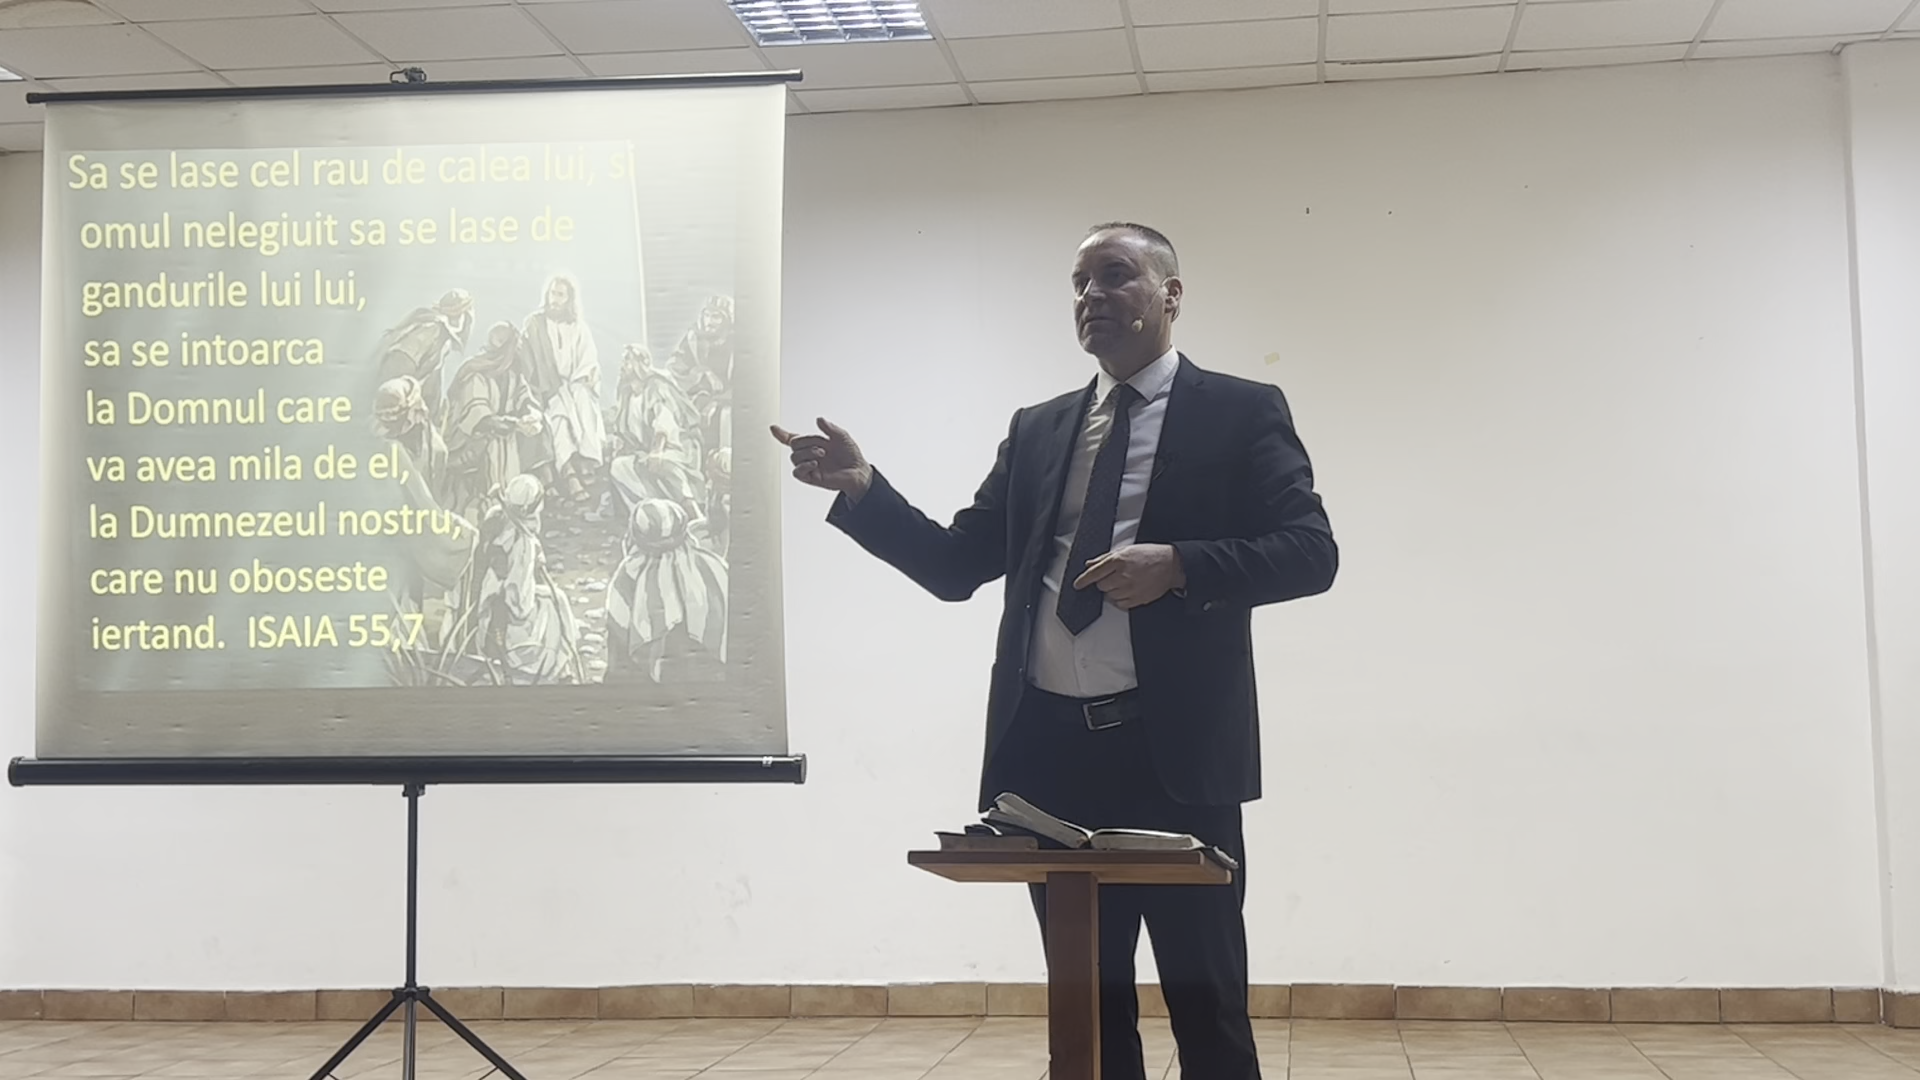 Sa se lase cel rau de calea lui, si
omul nelegiuit sa se lase de
gandurile lui lui,
sa se intoarca
la Domnul care
va avea mila de el,
la Dumnezeul nostru,
care nu oboseste
iertand. ISAIA 55,7